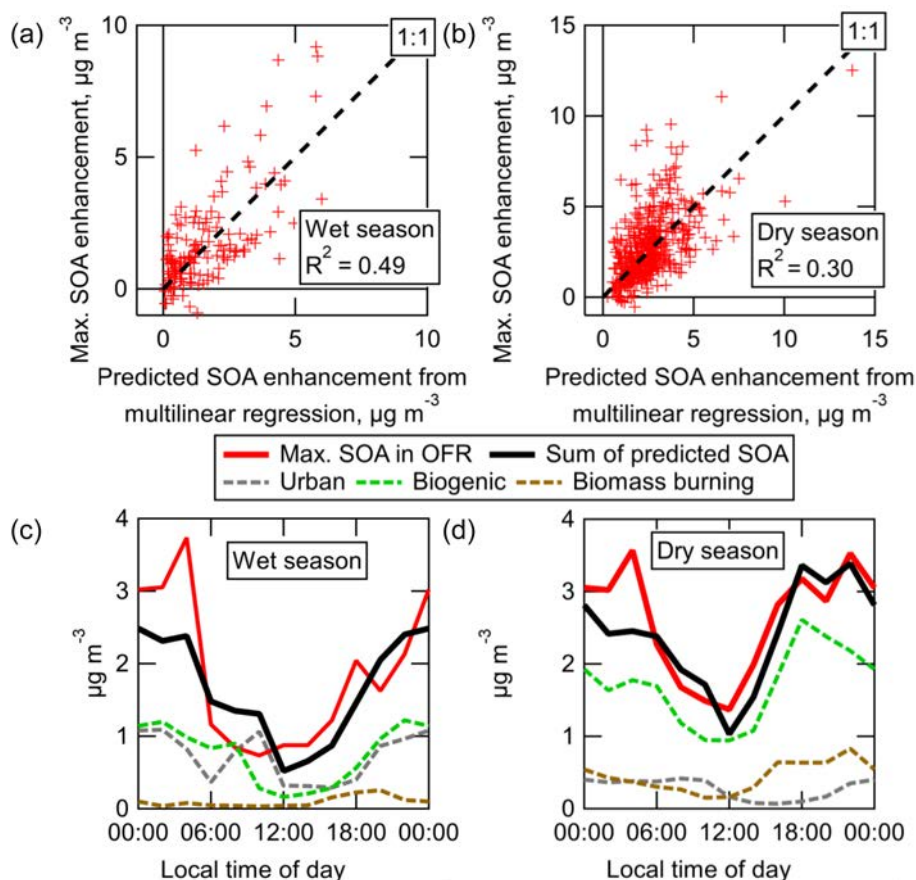 (a)
Max. SOA enhancement, µg m⁻³
10
5
0
0
5
10
1:1
Wet season
R² = 0.49
Predicted SOA enhancement from
multilinear regression, µg m⁻³
(b)
Max. SOA enhancement, µg m⁻³
15
10
5
0
0
5
10
15
1:1
Dry season
R² = 0.30
Predicted SOA enhancement from
multilinear regression, µg m⁻³
Max. SOA in OFR
Sum of predicted SOA
Urban
Biogenic
Biomass burning
(c)
µg m⁻³
4
3
2
1
0
Wet season
00:00
06:00
12:00
18:00
00:00
Local time of day
(d)
µg m⁻³
4
3
2
1
0
Dry season
00:00
06:00
12:00
18:00
00:00
Local time of day